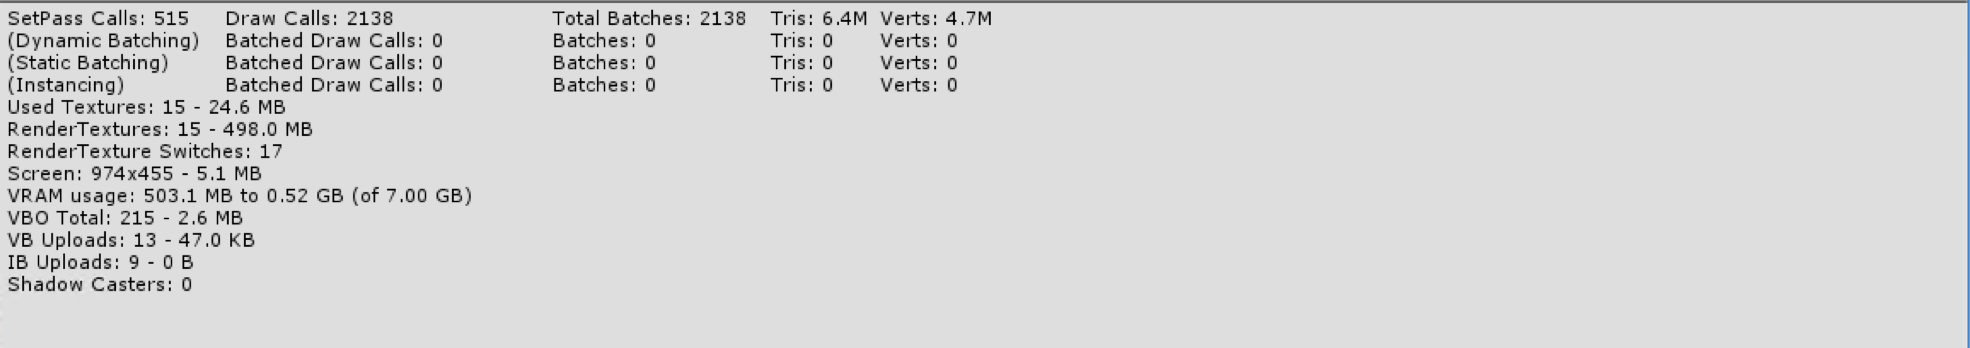 SetPass Calls: 515 Draw Calls: 2138 Total Batches: 2138 Tris: 6.4M Verts: 4.7M
(Dynamic Batching) Batched Draw Calls: 0 Batches: 0 Tris: 0 Verts: 0
(Static Batching) Batched Draw Calls: 0 Batches: 0 Tris: 0 Verts: 0
(Instancing) Batched Draw Calls: 0 Batches: 0 Tris: 0 Verts: 0
Used Textures: 15 - 24.6 MB
RenderTextures: 15 - 498.0 MB
RenderTexture Switches: 17
Screen: 974x455 - 5.1 MB
VRAM usage: 503.1 MB to 0.52 GB (of 7.00 GB)
VBO Total: 215 - 2.6 MB
VB Uploads: 13 - 47.0 KB
IB Uploads: 9 - 0 B
Shadow Casters: 0